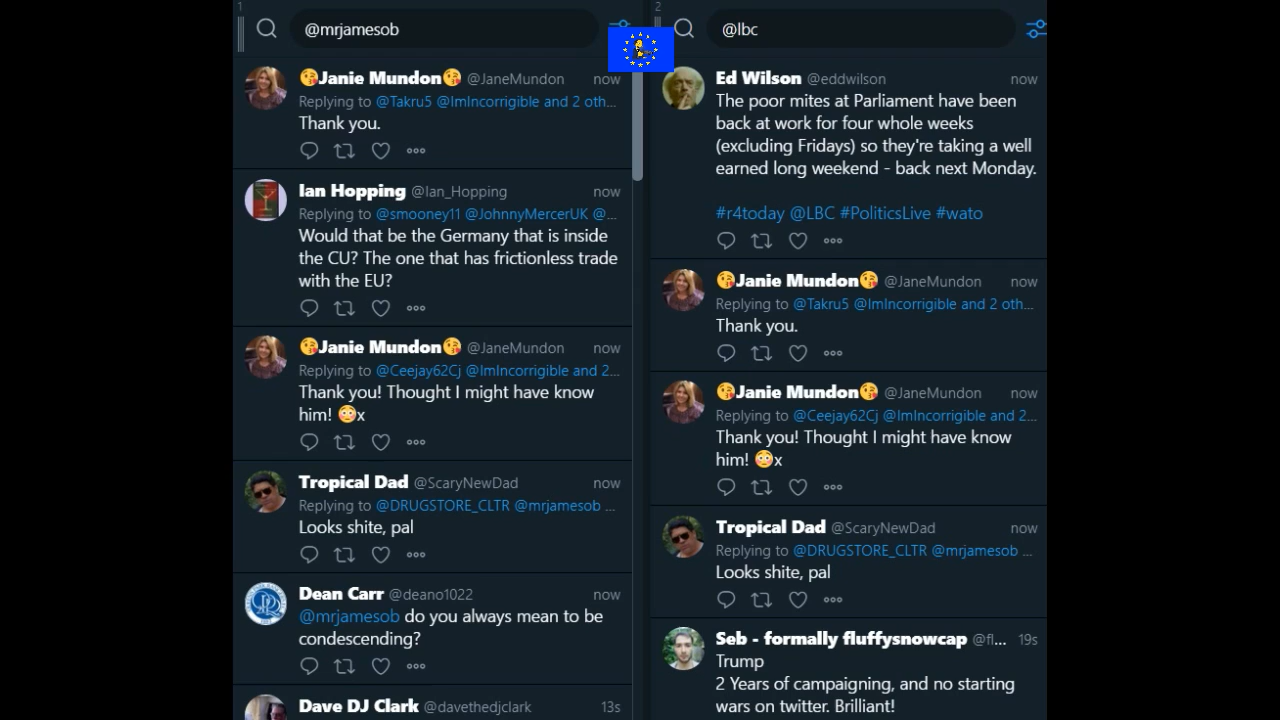 1
@mrjamesob
😘Janie Mundon😘 @JaneMundon now
Replying to @Takru5 @ImIncorrigible and 2 oth...
Thank you.
Ian Hopping @Ian_Hopping now
Replying to @smooney11 @JohnnyMercerUK @...
Would that be the Germany that is inside
the CU? The one that has frictionless trade
with the EU?
😘Janie Mundon😘 @JaneMundon now
Replying to @Ceejay62Cj @ImIncorrigible and 2...
Thank you! Thought I might have know
him! 😳x
Tropical Dad @ScaryNewDad now
Replying to @DRUGSTORE_CLTR @mrjamesob ...
Looks shite, pal
Dean Carr @deano1022 now
@mrjamesob do you always mean to be
condescending?
Dave DJ Clark @davethedjclark 13s
2
@lbc
Ed Wilson @eddwilson now
The poor mites at Parliament have been
back at work for four whole weeks
(excluding Fridays) so they're taking a well
earned long weekend - back next Monday.
#r4today @LBC #PoliticsLive #wato
😘Janie Mundon😘 @JaneMundon now
Replying to @Takru5 @ImIncorrigible and 2 oth...
Thank you.
😘Janie Mundon😘 @JaneMundon now
Replying to @Ceejay62Cj @ImIncorrigible and 2...
Thank you! Thought I might have know
him! 😳x
Tropical Dad @ScaryNewDad now
Replying to @DRUGSTORE_CLTR @mrjamesob ...
Looks shite, pal
Seb - formally fluffysnowcap @fl... 19s
Trump
2 Years of campaigning, and no starting
wars on twitter. Brilliant!